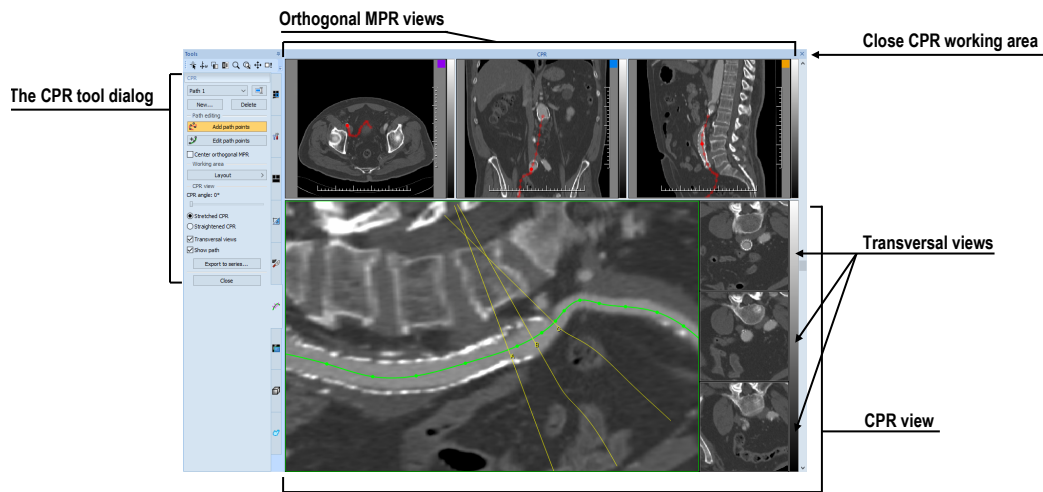 Orthogonal MPR views
Close CPR working area
The CPR tool dialog
Transversal views
CPR view
Tools
CPR
CPR
Path 1
New...
Delete
Path editing
Add path points
Edit path points
Center orthogonal MPR
Working area
Layout
CPR view
CPR angle: 0°
Stretched CPR
Straightened CPR
Transversal views
Show path
Export to series...
Close
A
B